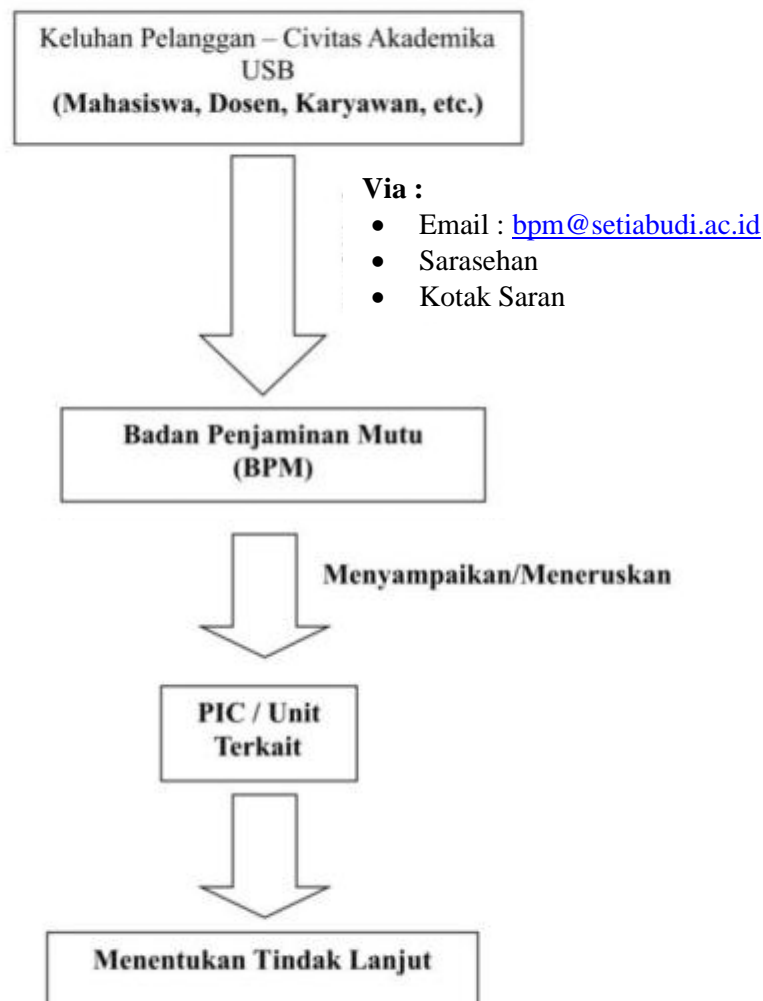 Keluhan Pelanggan – Civitas Akademika
USB
(Mahasiswa, Dosen, Karyawan, etc.)
Via :
• Email : bpm@setiabudi.ac.id
• Sarasehan
• Kotak Saran
Badan Penjaminan Mutu
(BPM)
Menyampaikan/Meneruskan
PIC / Unit
Terkait
Menentukan Tindak Lanjut